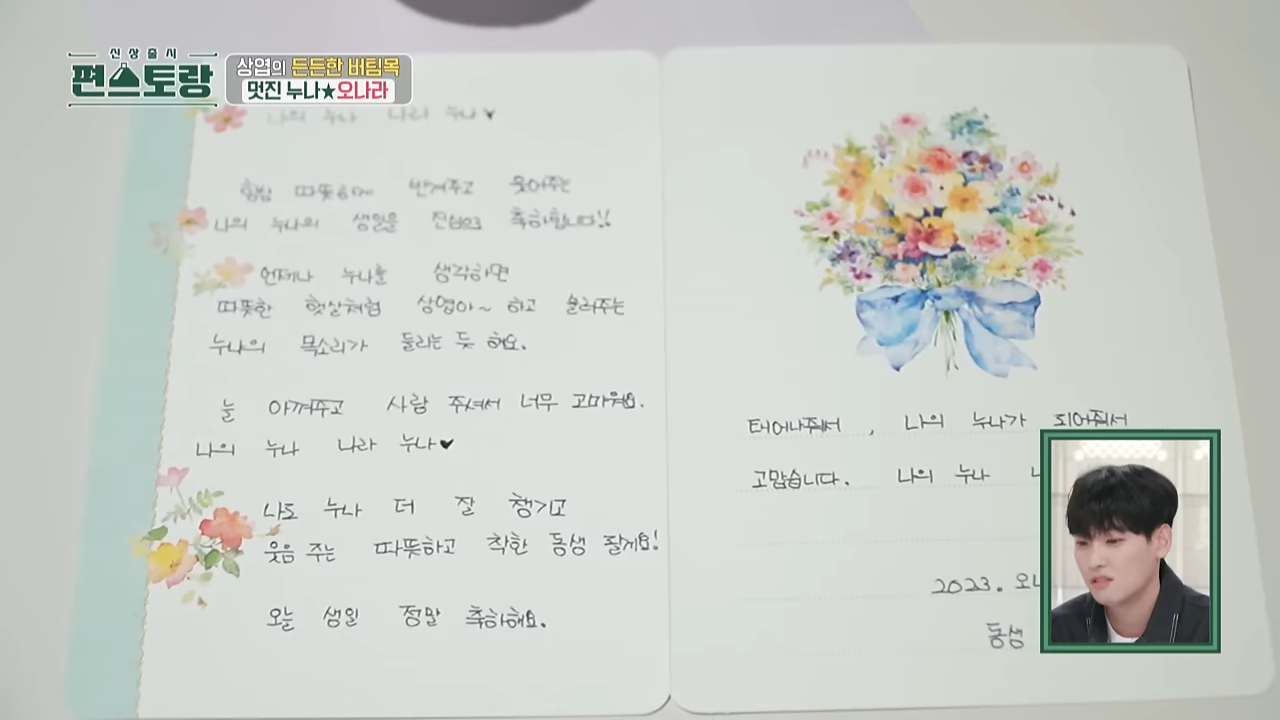 신상출시
편스토랑
상엽의 든든한 버팀목
멋진 누나★오나라
나의 누나 나라 누나♥
항상 따뜻하게 반겨주고 웃어주는
나의 누나의 생일을 진심으로 축하합니다!!
언제나 누나를 생각하면
따뜻한 햇살처럼 상엽아~ 하고 불러주는
누나의 목소리가 들리는 듯 해요.
늘 아껴주고 사랑 주셔서 너무 고마워요.
나의 누나 나라 누나♥
나도 누나 더 잘 챙기고
웃음 주는 따뜻하고 착한 동생 될게요!
오늘 생일 정말 축하해요.
태어나줘서, 나의 누나가 되어줘서
고맙습니다. 나의 누나
2023. 오
동생